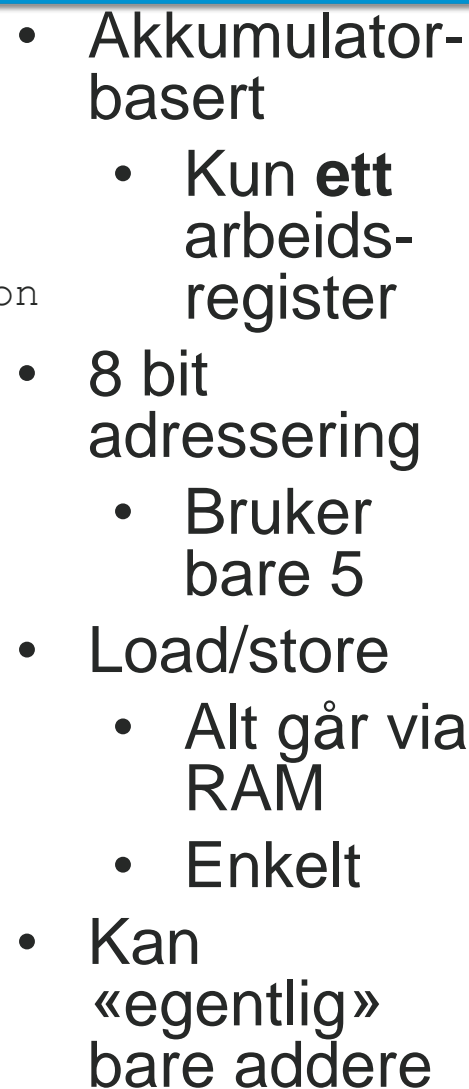 • Akkumulator-
basert
• Kun ett
arbeids-
on register
• 8 bit
adressering
• Bruker
bare 5
• Load/store
• Alt går via
RAM
• Enkelt
• Kan
«egentlig»
bare addere